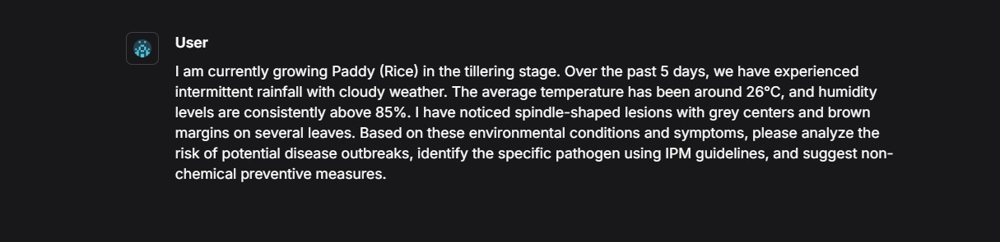 User
I am currently growing Paddy (Rice) in the tillering stage. Over the past 5 days, we have experienced
intermittent rainfall with cloudy weather. The average temperature has been around 26°C, and humidity
levels are consistently above 85%. I have noticed spindle-shaped lesions with grey centers and brown
margins on several leaves. Based on these environmental conditions and symptoms, please analyze the
risk of potential disease outbreaks, identify the specific pathogen using IPM guidelines, and suggest non-
chemical preventive measures.